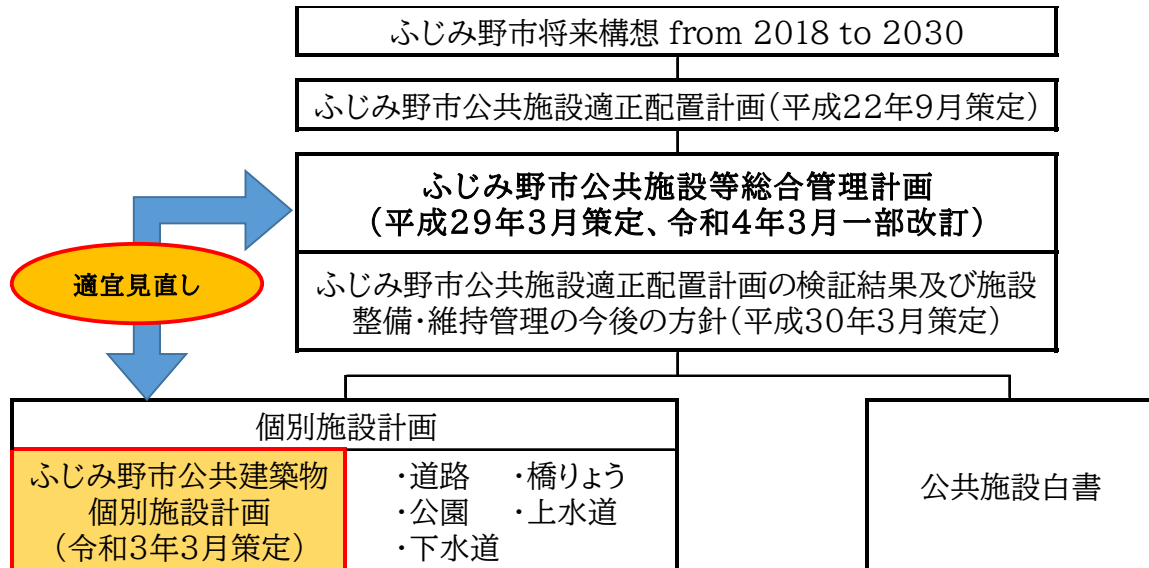 ふじみ野市将来構想 from 2018 to 2030
ふじみ野市公共施設適正配置計画（平成22年9月策定）
ふじみ野市公共施設等総合管理計画
（平成29年3月策定、令和4年3月一部改訂）
適宜見直し
ふじみ野市公共施設適正配置計画の検証結果及び施設
整備・維持管理の今後の方針（平成30年3月策定）
個別施設計画
ふじみ野市公共建築物
個別施設計画
（令和3年3月策定）
・道路 ・橋りょう
・公園 ・上水道
・下水道
公共施設白書